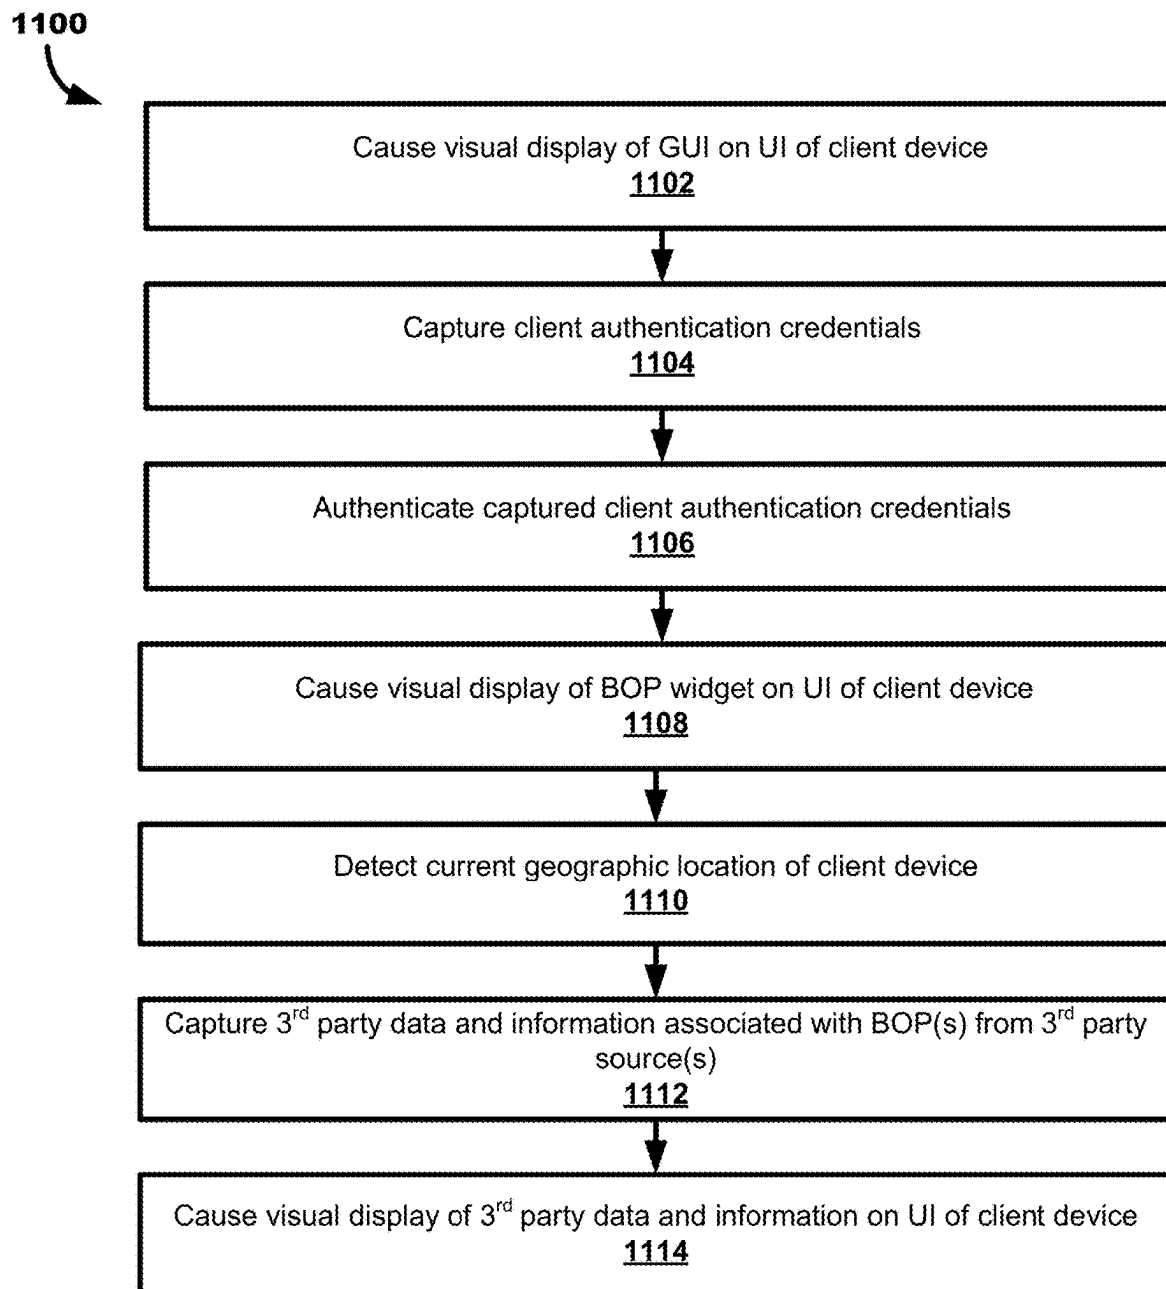 1100
Cause visual display of GUI on UI of client device
1102
Capture client authentication credentials
1104
Authenticate captured client authentication credentials
1106
Cause visual display of BOP widget on UI of client device
1108
Detect current geographic location of client device
1110
Capture 3rd party data and information associated with BOP(s) from 3rd party
source(s)
1112
Cause visual display of 3rd party data and information on UI of client device
1114